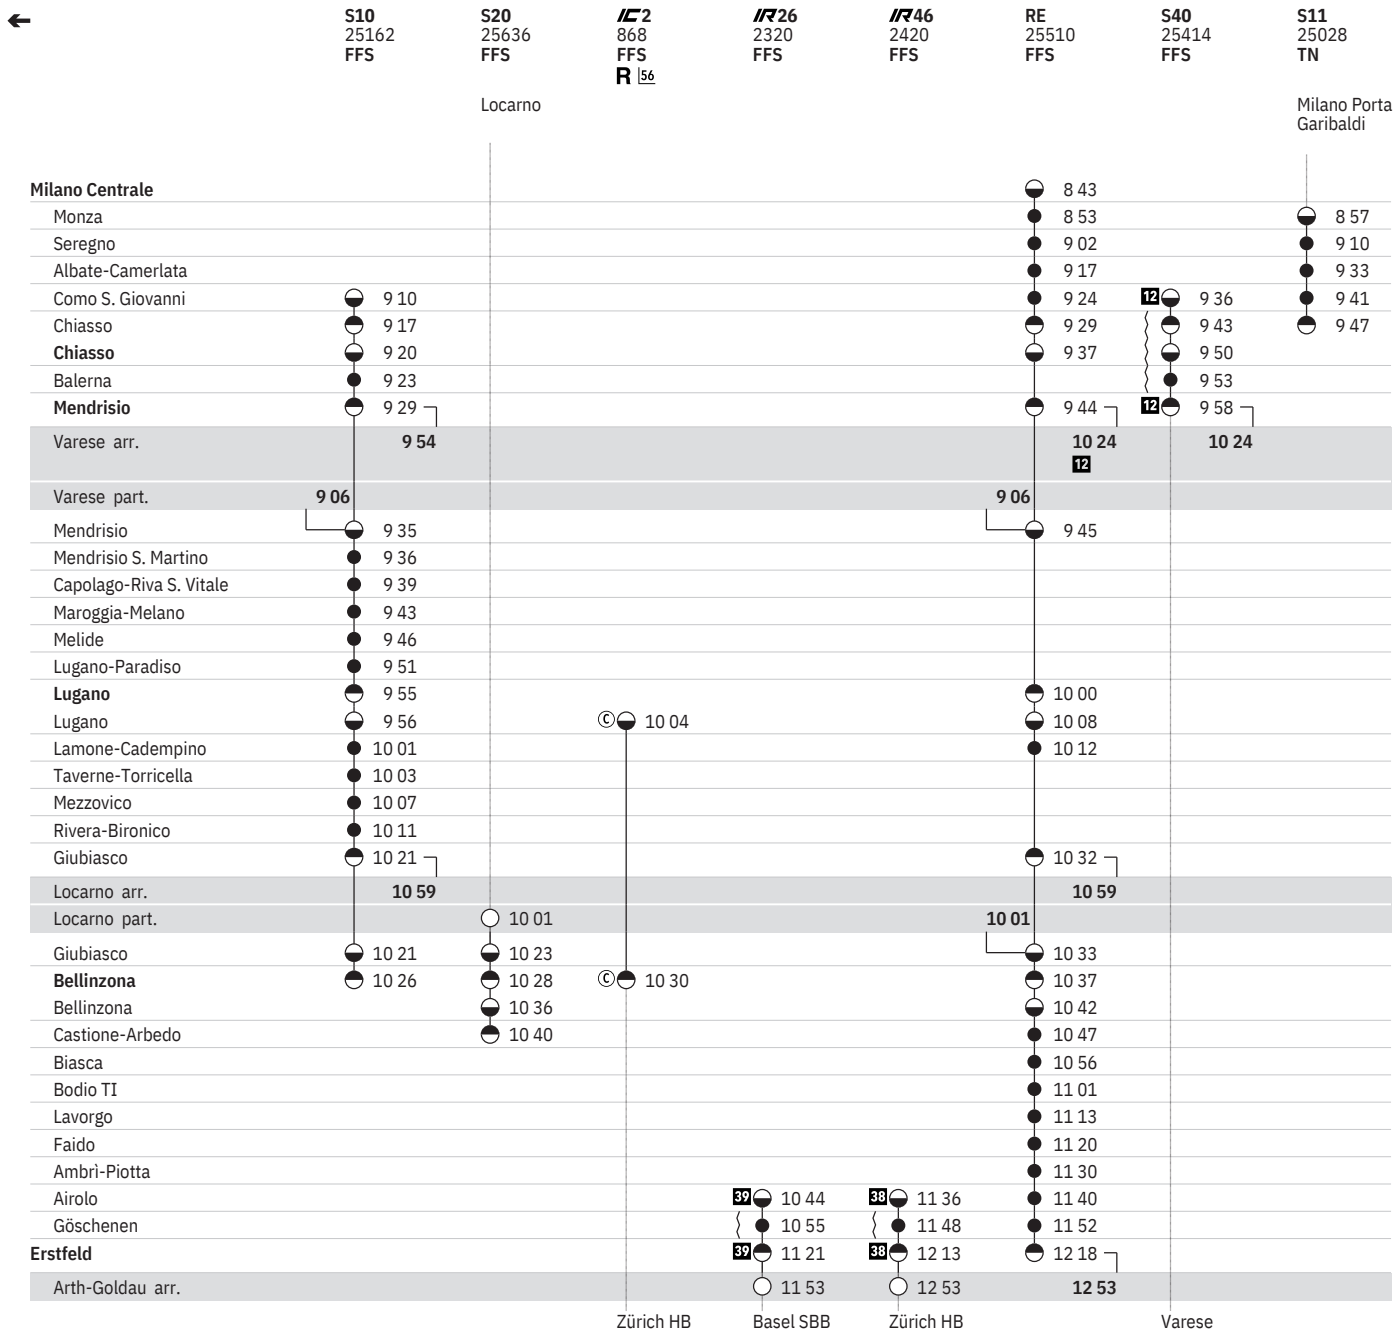 S10 S20 IC2 IR26 IR46 RE S40 S11
25162 25636 868 2320 2420 25510 25414 25028
FFS FFS FFS FFS FFS FFS FFS TN
R 56
Locarno Milano Porta
Garibaldi
Milano Centrale 8 43
Monza 8 53 8 57
Seregno 9 02 9 10
Albate-Camerlata 9 17 9 33
Como S. Giovanni 9 10 9 24 12 9 36 9 41
Chiasso 9 17 9 29 9 43 9 47
Chiasso 9 20 9 37 9 50
Balerna 9 23 9 53
Mendrisio 9 29 9 44 12 9 58
Varese arr. 9 54 10 24 10 24
12
Varese part. 9 06 9 06
Mendrisio 9 35 9 45
Mendrisio S. Martino 9 36
Capolago-Riva S. Vitale 9 39
Maroggia-Melano 9 43
Melide 9 46
Lugano-Paradiso 9 51
Lugano 9 55 10 00
Lugano 9 56 C 10 04 10 08
Lamone-Cadempino 10 01 10 12
Taverne-Torricella 10 03
Mezzovico 10 07
Rivera-Bironico 10 11
Giubiasco 10 21 10 32
Locarno arr. 10 59 10 59
Locarno part. 10 01 10 01
Giubiasco 10 21 10 23 10 33
Bellinzona 10 26 10 28 C 10 30 10 37
Bellinzona 10 36 10 42
Castione-Arbedo 10 40 10 47
Biasca 10 56
Bodio TI 11 01
Lavorgo 11 13
Faido 11 20
Ambrì-Piotta 11 30
Airolo 39 10 44 38 11 36 11 40
Göschenen 10 55 11 48 11 52
Erstfeld 39 11 21 38 12 13 12 18
Arth-Goldau arr. 11 53 12 53 12 53
Zürich HB Basel SBB Zürich HB Varese